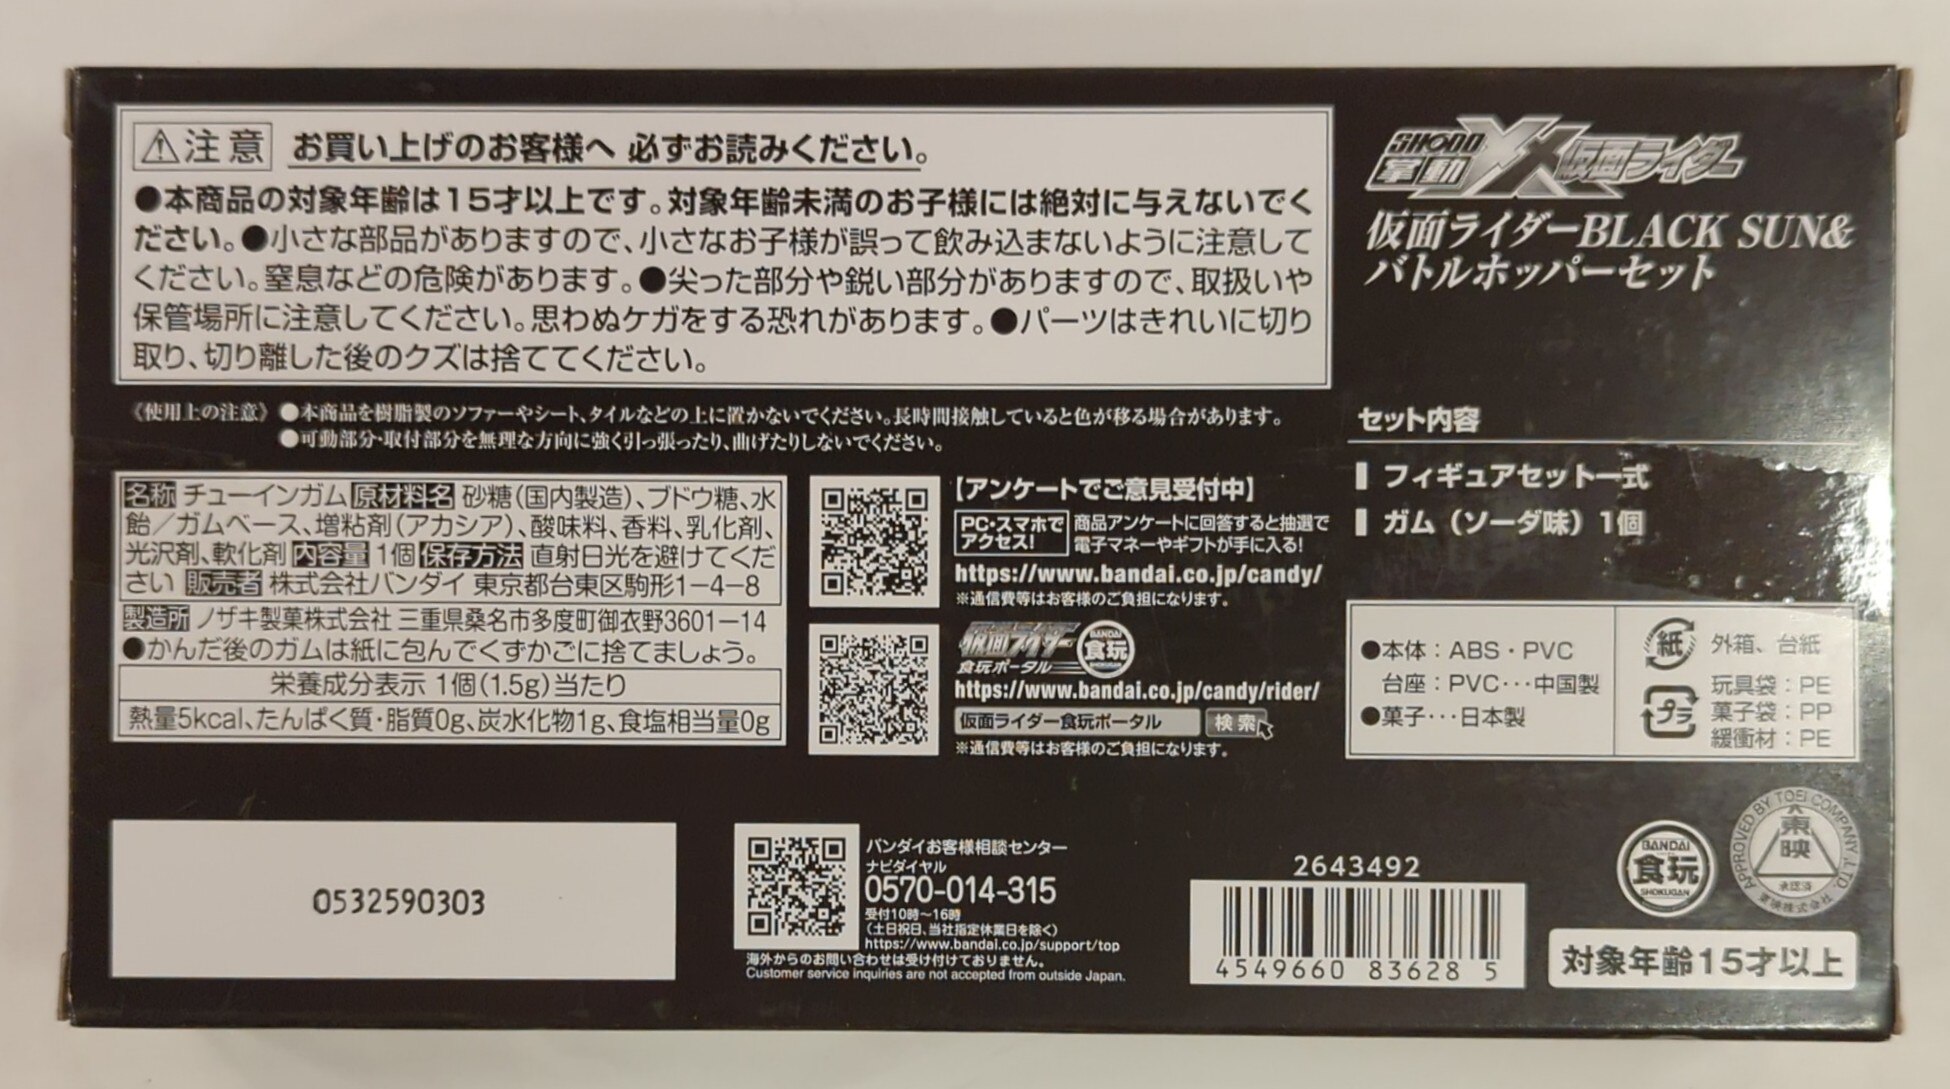 注意 お買い上げのお客様へ 必ずお読みください。
●本商品の対象年齢は15才以上です。対象年齢未満のお子様には絶対に与えないでく
ださい。●小さな部品がありますので、小さなお子様が誤って飲み込まないように注意して
ください。窒息などの危険があります。●尖った部分や鋭い部分がありますので、取扱いや
保管場所に注意してください。思わぬケガをする恐れがあります。●パーツはきれいに切り
取り、切り離した後のクズは捨ててください。
《使用上の注意》●本商品を樹脂製のソファーやシート、タイルなどの上に置かないでください。長時間接触していると色が移る場合があります。
●可動部分・取付部分を無理な方向に強く引っ張ったり、曲げたりしないでください。
SHODO
掌動 XX 仮面ライダー
仮面ライダーBLACK SUN&
バトルホッパーセット
セット内容
フィギュアセット一式
ガム（ソーダ味）1個
名称 チューインガム 原材料名 砂糖（国内製造）、ブドウ糖、水
飴／ガムベース、増粘剤（アカシア）、酸味料、香料、乳化剤、
光沢剤、軟化剤 内容量 1個 保存方法 直射日光を避けてくだ
さい 販売者 株式会社バンダイ 東京都台東区駒形1－4－8
製造所 ノザキ製菓株式会社 三重県桑名市多度町御衣野3601－14
●かんだ後のガムは紙に包んでくずかごに捨てましょう。
栄養成分表示 1個（1.5g）当たり
熱量5kcal、たんぱく質・脂質0g、炭水化物1g、食塩相当量0g
【アンケートでご意見受付中】
PC・スマホで
アクセス!
商品アンケートに回答すると抽選で
電子マネーやギフトが手に入る!
https://www.bandai.co.jp/candy/
※通信費等はお客様のご負担になります。
仮面ライダー
食玩ポータル
BANDAI
食玩
SHOKUGAN
https://www.bandai.co.jp/candy/rider/
仮面ライダー食玩ポータル 検索
※通信費等はお客様のご負担になります。
●本体：ABS・PVC
台座：PVC･･･中国製
●菓子･･･日本製
紙 外箱、台紙
プラ
玩具袋：PE
菓子袋：PP
緩衝材：PE
0532590303
バンダイお客様相談センター
ナビダイヤル
0570-014-315
受付10時～16時
（土日祝日、当社指定休業日を除く）
https://www.bandai.co.jp/support/top
海外からのお問い合わせは受け付けておりません。
Customer service inquiries are not accepted from outside Japan.
2643492
4549660 83628 5
BANDAI
食玩
SHOKUGAN
APPROVED BY TOEI COMPANY, LTD.
東映
承認済
東映株式会社
対象年齢15才以上